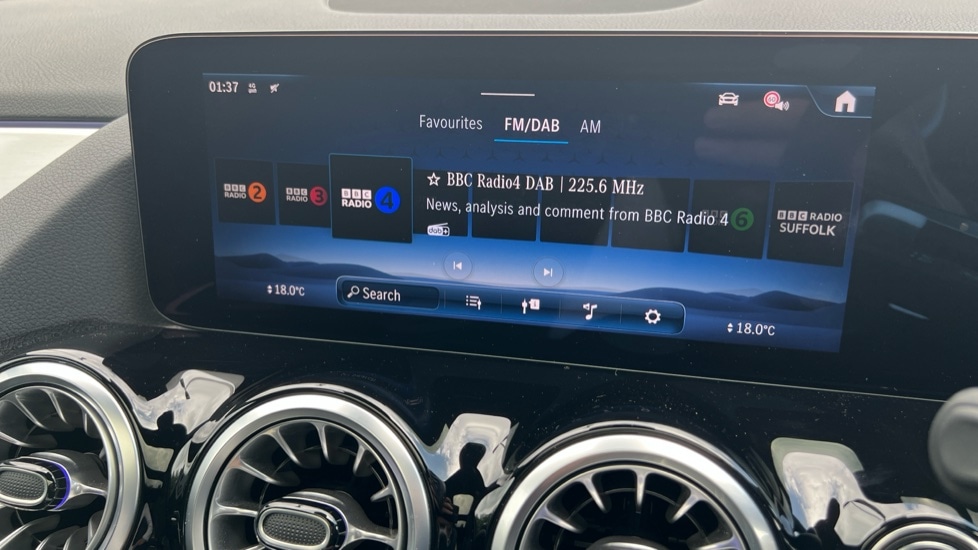 01:37 4G
Favourites FM/DAB AM
BBC RADIO 2
BBC RADIO 3
BBC RADIO 4
BBC Radio4 DAB | 225.6 MHz
News, analysis and comment from BBC Radio 4
dab+
6
BBC RADIO SUFFOLK
18.0°C
Search
18.0°C